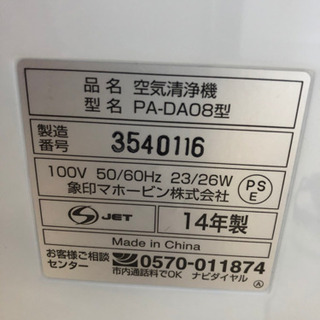 品名 空気清浄機
型名 PA-DA08型
製造番号 3540116
100V 50/60Hz 23/26W
象印マホービン株式会社
PS E
JET 14年製
Made in China
お客様ご相談センター 0570-011874
市内通話料でOK ナビダイヤル Ⓐ